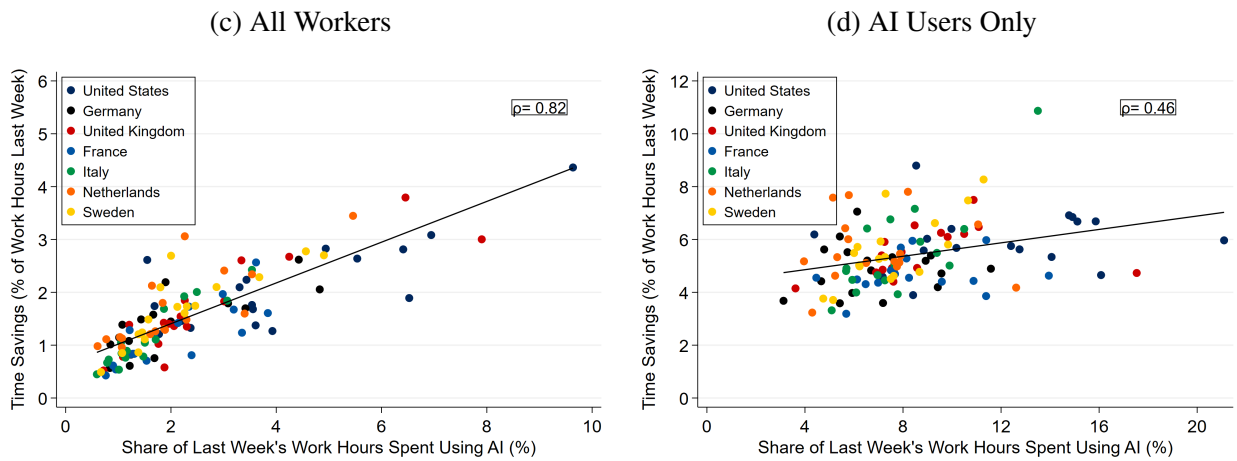 (c) All Workers
Time Savings (% of Work Hours Last Week)
6
5
4
3
2
1
0
United States
Germany
United Kingdom
France
Italy
Netherlands
Sweden
ρ= 0.82
0 2 4 6 8 10
Share of Last Week's Work Hours Spent Using AI (%)
(d) AI Users Only
Time Savings (% of Work Hours Last Week)
12
10
8
6
4
2
0
United States
Germany
United Kingdom
France
Italy
Netherlands
Sweden
ρ= 0.46
0 4 8 12 16 20
Share of Last Week's Work Hours Spent Using AI (%)